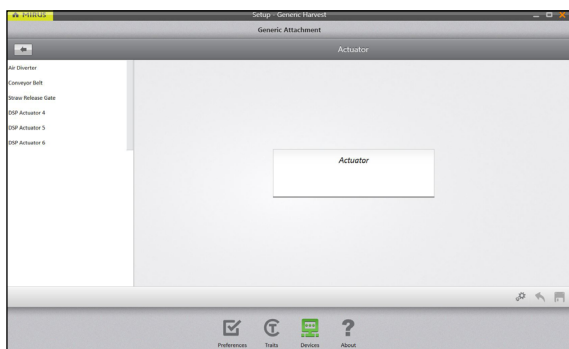 Mirus
Setup - Generic Harvest
Generic Attachment
Actuator
Air Diverter
Conveyor Belt
Straw Release Gate
DSP Actuator 4
DSP Actuator 5
DSP Actuator 6
Actuator
Preferences
Traits
Devices
About